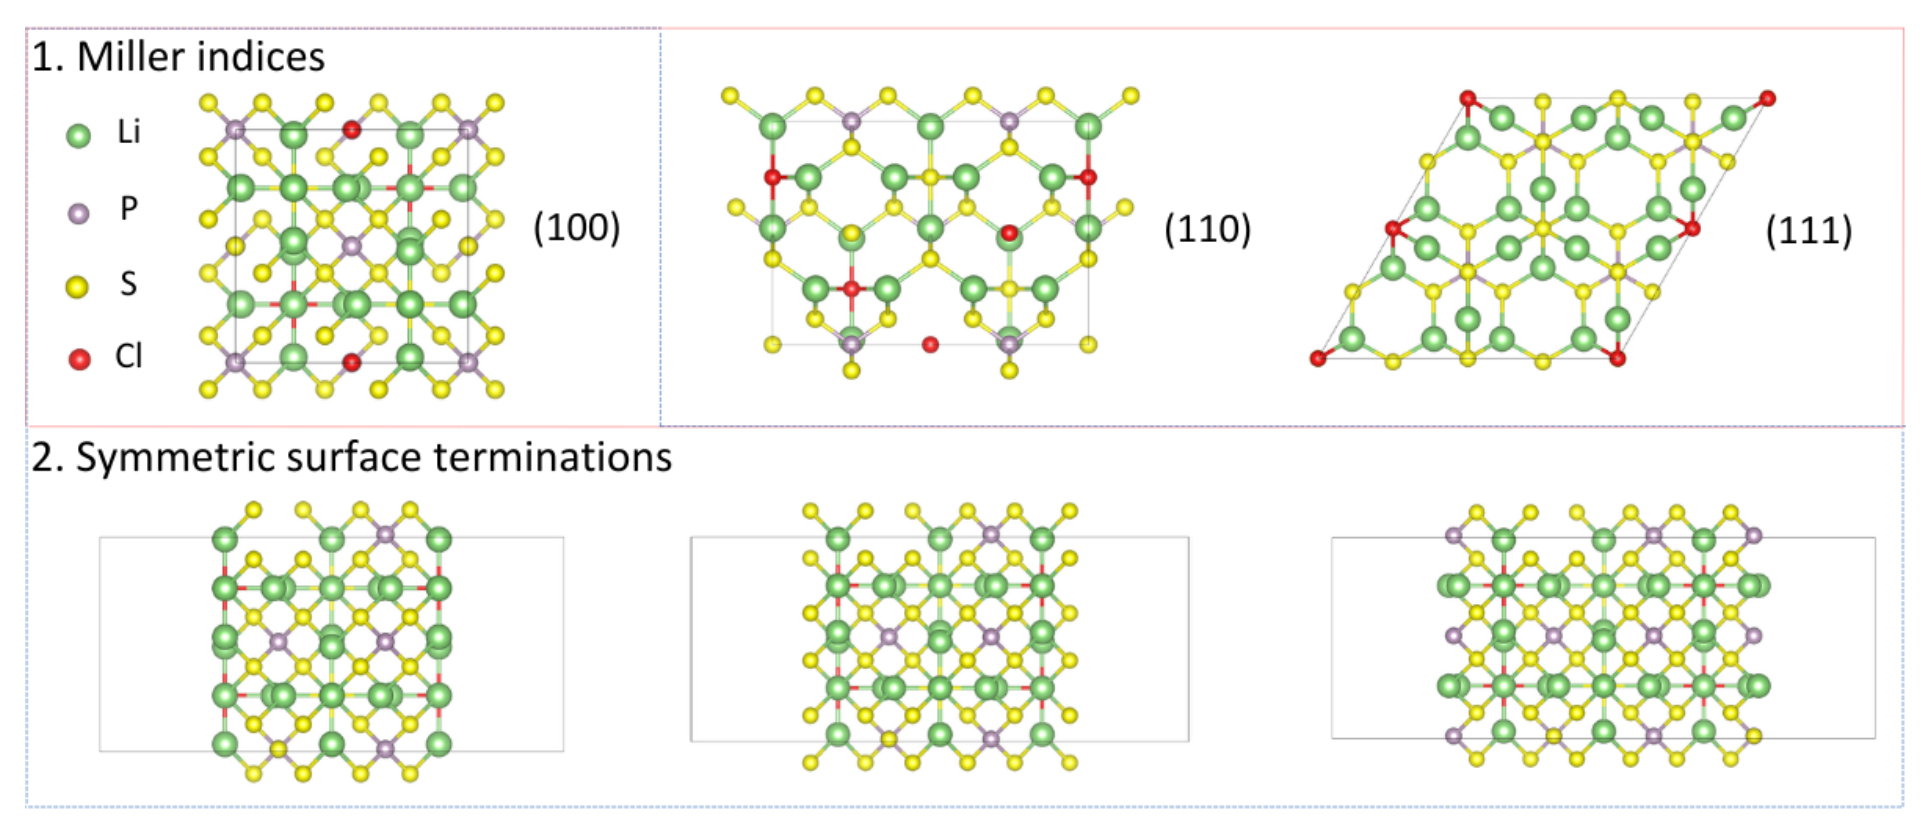 1. Miller indices
Li
P
S
Cl
(100)
(110)
(111)
2. Symmetric surface terminations